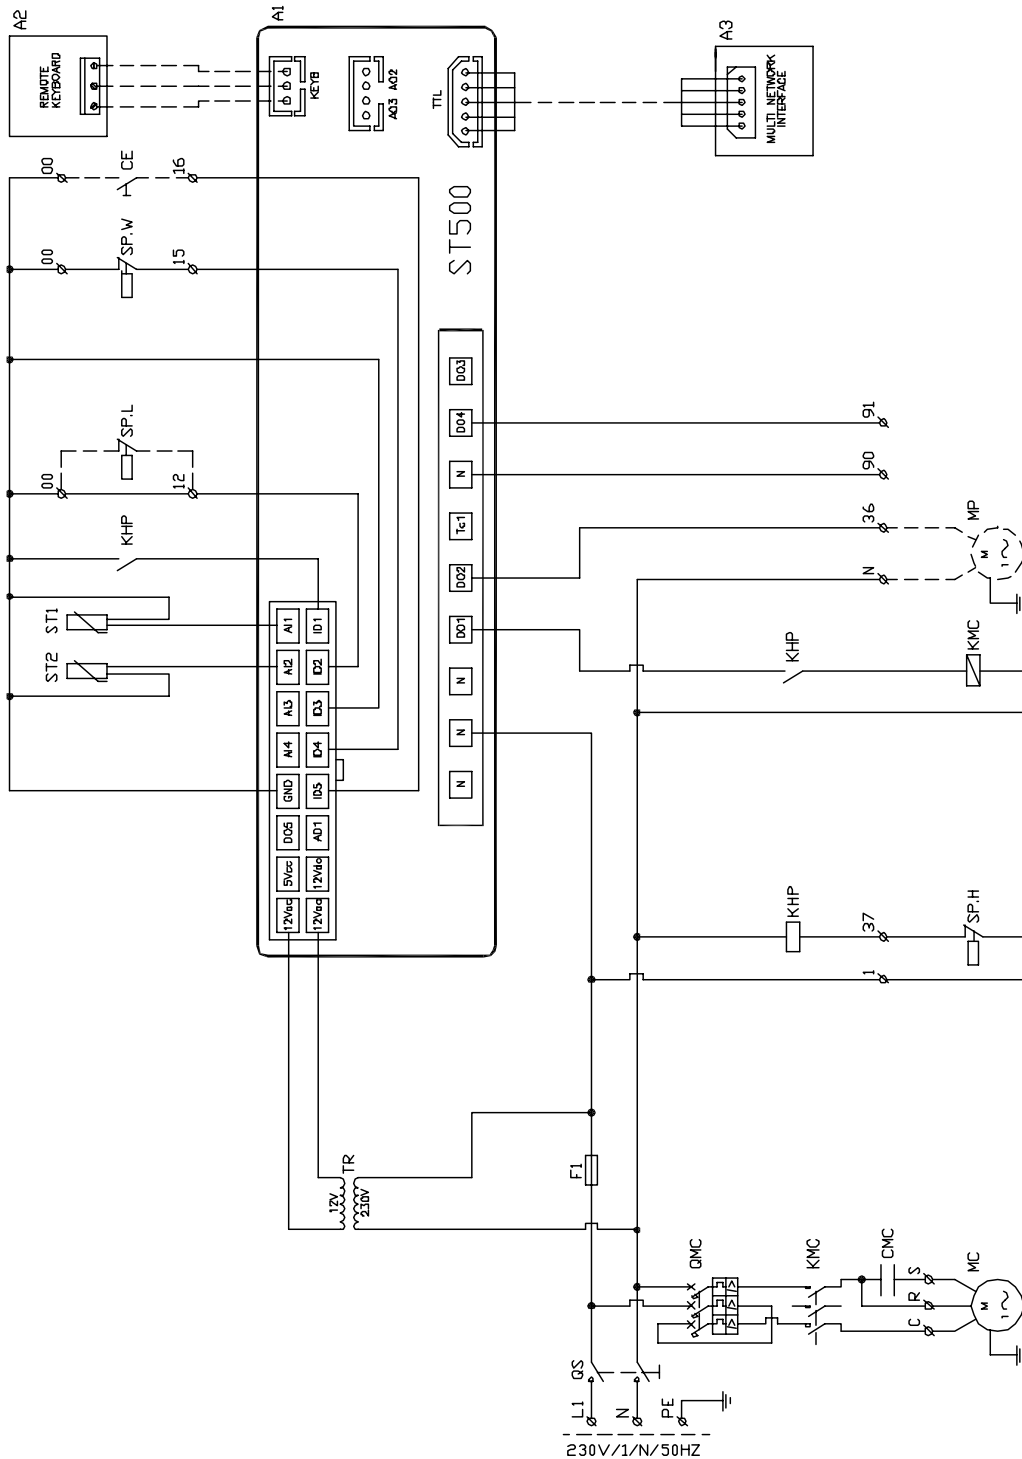 A2
REMOTE
KEYBOARD
A1
KEYB
AO3 AO2
TTL
ST500
A3
MULTI NETWORK
INTERFACE
00
CE
16
00
SP.W
15
00
SP.L
12
KHP
ST1
ST2
AI1
AI2
AI3
AI4
GND
DO5
5Vcc
12Vac
ID1
ID2
ID3
ID4
ID5
AO1
12Vdc
12Vac
DO3
DO4
N
Tc1
DO2
DO1
N
N
N
91
90
36
N
MP
M
KHP
KMC
KHP
37
SP.H
1
12V
TR
230V
F1
QMC
KMC
CMC
S
R
C
MC
M
QS
L1
N
PE
230V/1/N/50HZ